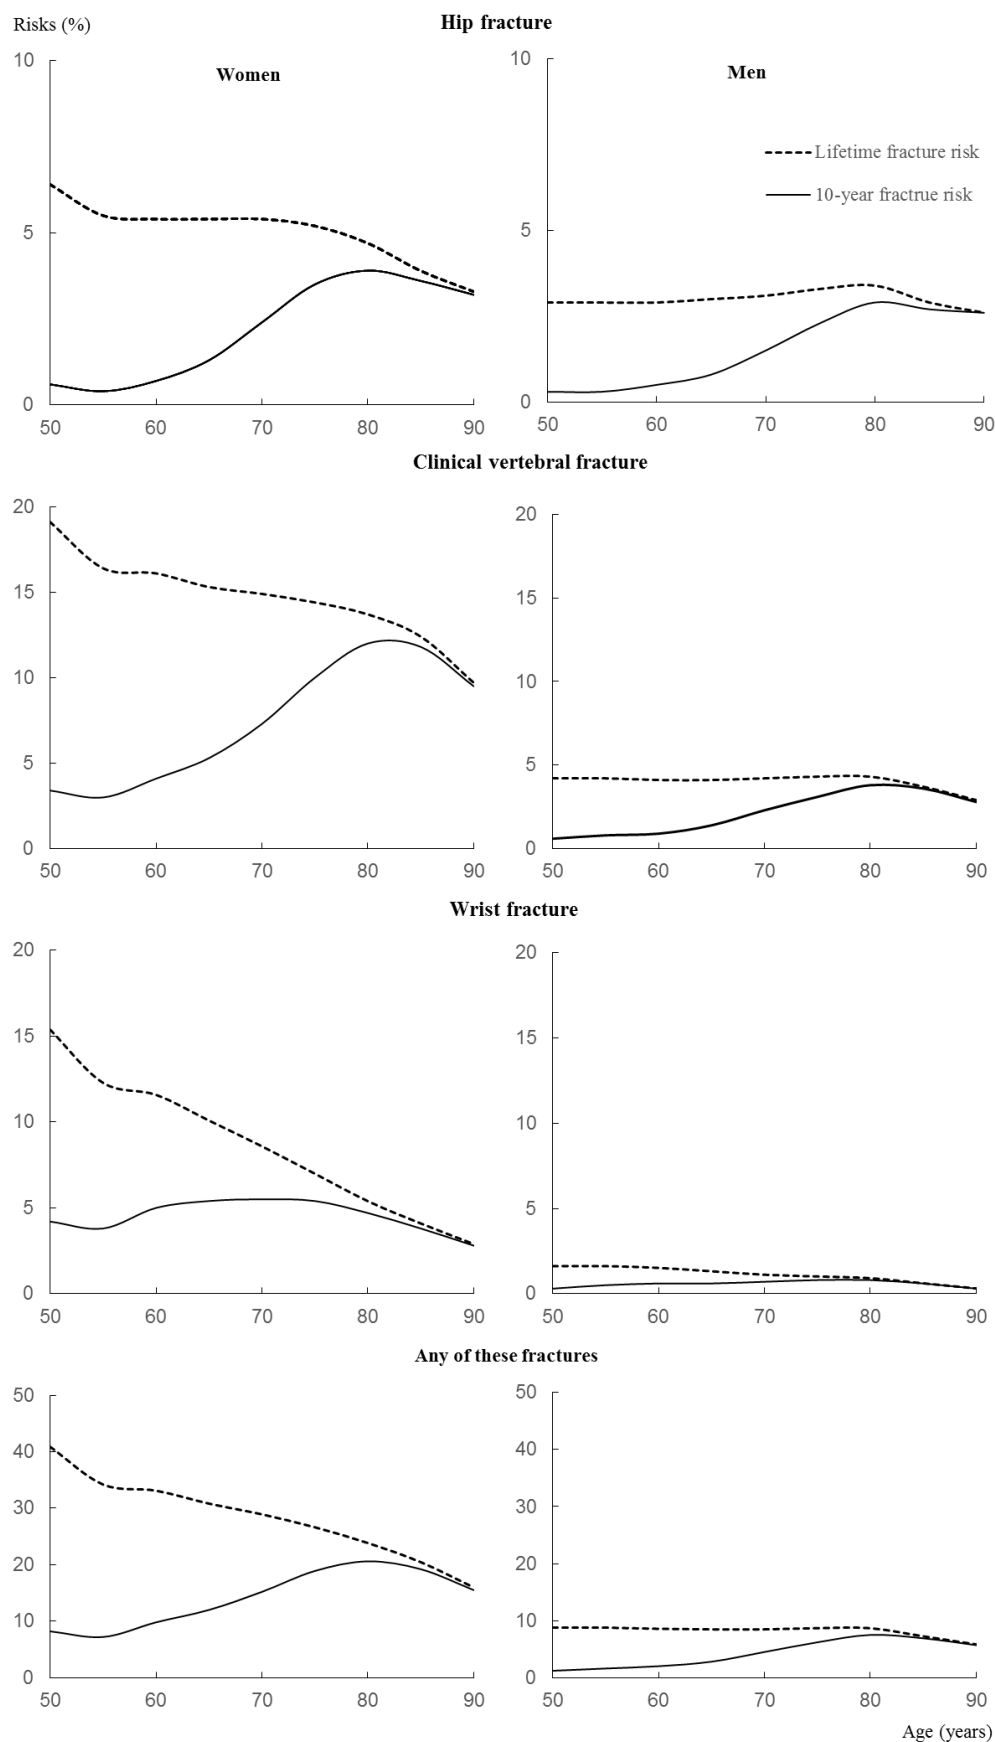 Risks (%)
Hip fracture
Women
Men
10
5
0
50 60 70 80 90
10
5
0
50 60 70 80 90
Lifetime fracture risk
10-year fractrue risk
Clinical vertebral fracture
20
15
10
5
0
50 60 70 80 90
20
15
10
5
0
50 60 70 80 90
Wrist fracture
20
15
10
5
0
50 60 70 80 90
20
15
10
5
0
50 60 70 80 90
Any of these fractures
50
40
30
20
10
0
50 60 70 80 90
50
40
30
20
10
0
50 60 70 80 90
Age (years)